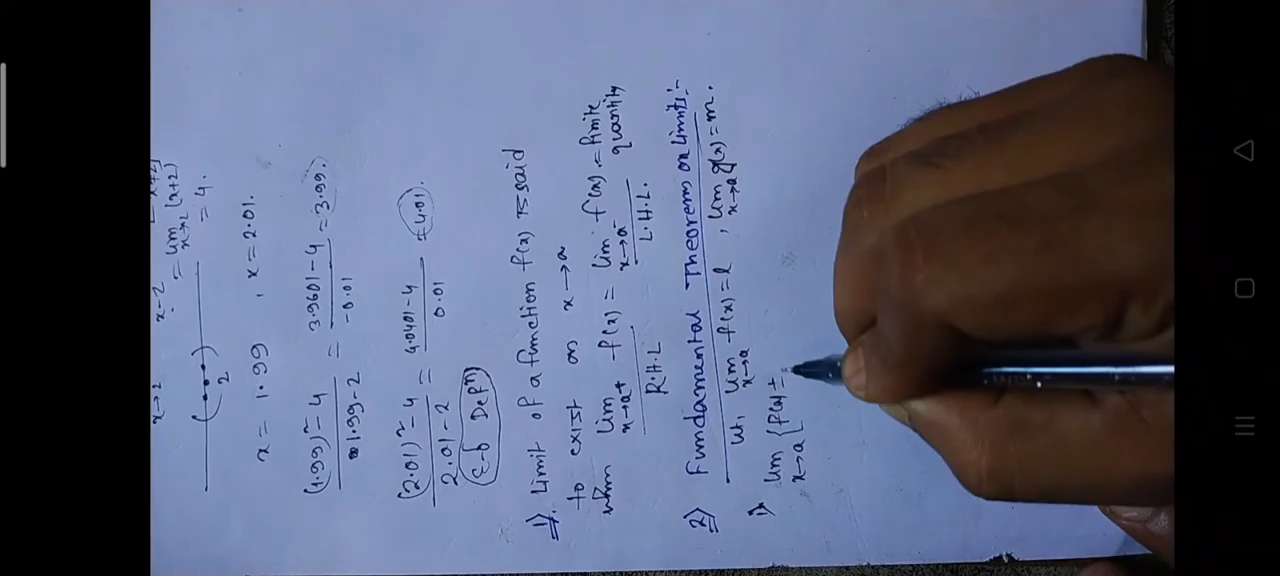 x→2 x-2 = lim x→2 (x+2) = 4.
2
x = 1.99 , x = 2.01.
(1.99)² - 4 / 1.99 - 2 = 3.9601 - 4 / -0.01 = 3.99.
(2.01)² - 4 / 2.01 - 2 = 4.0401 - 4 / 0.01 = 4.01.
ε-δ Defⁿ
1) Limit of a function f(x) is said
to exist as x→a
when lim x→a+ f(x) = lim x→a- f(x) = finite quantity
R.H.L L.H.L.
2) Fundamental Theorems on Limits:-
let, lim x→a f(x) = l , lim x→a g(x) = m.
1) lim x→a {f(x) ±